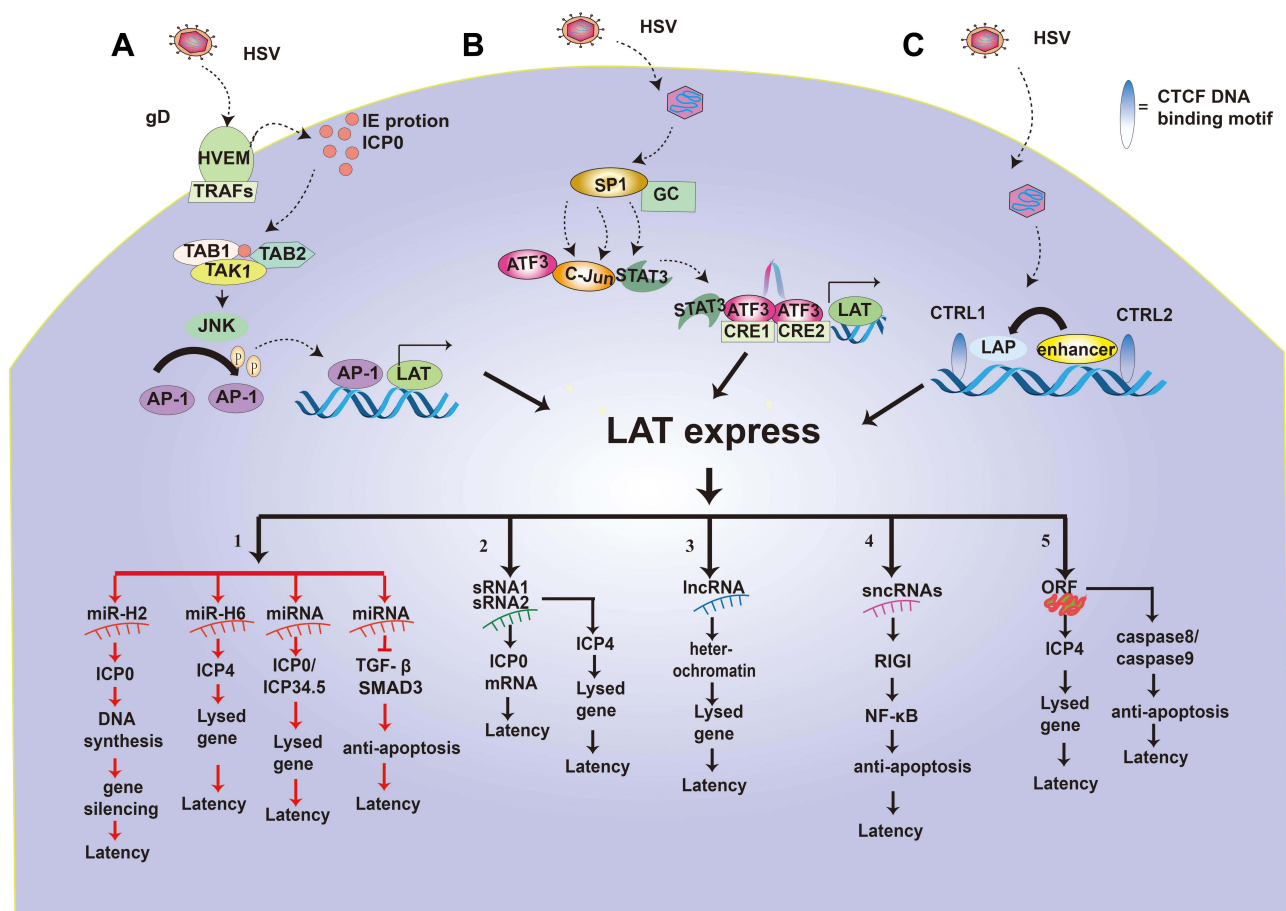 A
HSV
gD
HVEM
TRAFs
IE protion
ICP0
TAB1
TAB2
TAK1
JNK
P
P
AP-1
AP-1
AP-1
LAT
B
SP1
GC
ATF3
C-Jun
STAT3
STAT3
ATF3
ATF3
CRE1
CRE2
LAT
C
HSV
= CTCF DNA
binding motif
CTRL1
CTRL2
LAP
enhancer
LAT express
1
miR-H2
ICP0
DNA
synthesis
gene
silencing
Latency
miR-H6
ICP4
Lysed
gene
Latency
miRNA
ICP0/
ICP34.5
Lysed
gene
Latency
miRNA
TGF- β
SMAD3
anti-apoptosis
Latency
2
sRNA1
sRNA2
ICP0
mRNA
Latency
ICP4
Lysed
gene
Latency
3
lncRNA
heter-
ochromatin
Lysed
gene
Latency
4
sncRNAs
RIGI
NF-κB
anti-apoptosis
Latency
5
ORF
ICP4
Lysed
gene
Latency
caspase8/
caspase9
anti-apoptosis
Latency
HSV